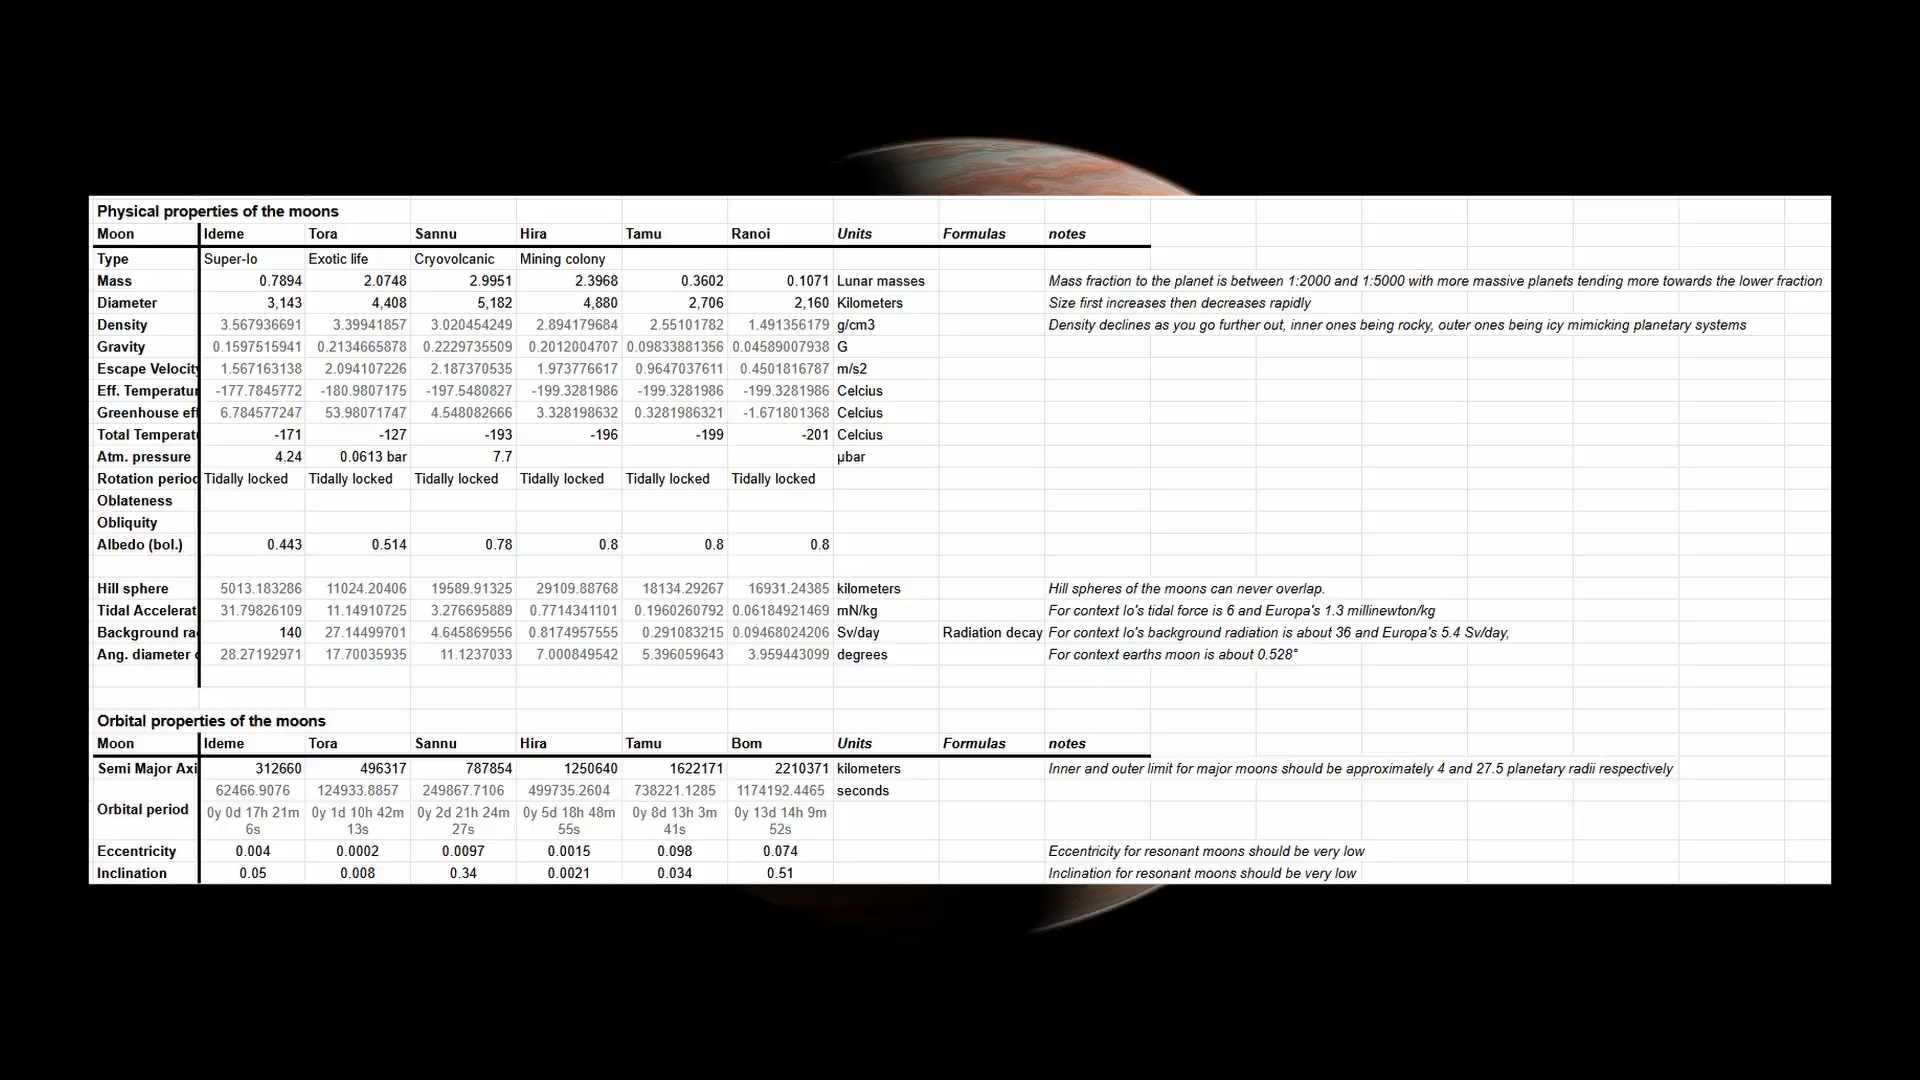 Physical properties of the moons
Moon Ideme Tora Sannu Hira Tamu Ranoi Units Formulas notes
Type Super-Io Exotic life Cryovolcanic Mining colony
Mass 0.7894 2.0748 2.9951 2.3968 0.3602 0.1071 Lunar masses Mass fraction to the planet is between 1:2000 and 1:5000 with more massive planets tending more towards the lower fraction
Diameter 3,143 4,408 5,182 4,880 2,706 2,160 Kilometers Size first increases then decreases rapidly
Density 3.567936691 3.39941857 3.020454249 2.894179684 2.55101782 1.491356179 g/cm3 Density declines as you go further out, inner ones being rocky, outer ones being icy mimicking planetary systems
Gravity 0.1597515941 0.2134665878 0.2229735509 0.2012004707 0.09833881356 0.04589007938 G
Escape Velocity 1.567163138 2.094107226 2.187370535 1.973776617 0.9647037611 0.4501816787 m/s2
Eff. Temperatur -177.7845772 -180.9807175 -197.5480827 -199.3281986 -199.3281986 -199.3281986 Celcius
Greenhouse eff 6.784577247 53.98071747 4.548082666 3.328198632 0.3281986321 -1.671801368 Celcius
Total Temperat -171 -127 -193 -196 -199 -201 Celcius
Atm. pressure 4.24 0.0613 bar 7.7 µbar
Rotation period Tidally locked Tidally locked Tidally locked Tidally locked Tidally locked Tidally locked
Oblateness
Obliquity
Albedo (bol.) 0.443 0.514 0.78 0.8 0.8 0.8
Hill sphere 5013.183286 11024.20406 19589.91325 29109.88768 18134.29267 16931.24385 kilometers Hill spheres of the moons can never overlap.
Tidal Accelerat 31.79826109 11.14910725 3.276695889 0.7714341101 0.1960260792 0.06184921469 mN/kg For context Io's tidal force is 6 and Europa's 1.3 millinewton/kg
Background ra 140 27.14499701 4.645869556 0.8174957555 0.291083215 0.09468024206 Sv/day Radiation decay For context Io's background radiation is about 36 and Europa's 5.4 Sv/day,
Ang. diameter 28.27192971 17.70035935 11.1237033 7.000849542 5.396059643 3.959443099 degrees For context earths moon is about 0.528°
Orbital properties of the moons
Moon Ideme Tora Sannu Hira Tamu Bom Units Formulas notes
Semi Major Axi 312660 496317 787854 1250640 1622171 2210371 kilometers Inner and outer limit for major moons should be approximately 4 and 27.5 planetary radii respectively
62466.9076 124933.8857 249867.7106 499735.2604 738221.1285 1174192.4465 seconds
Orbital period 0y 0d 17h 21m 0y 1d 10h 42m 0y 2d 21h 24m 0y 5d 18h 48m 0y 8d 13h 3m 0y 13d 14h 9m
6s 13s 27s 55s 41s 52s
Eccentricity 0.004 0.0002 0.0097 0.0015 0.098 0.074 Eccentricity for resonant moons should be very low
Inclination 0.05 0.008 0.34 0.0021 0.034 0.51 Inclination for resonant moons should be very low